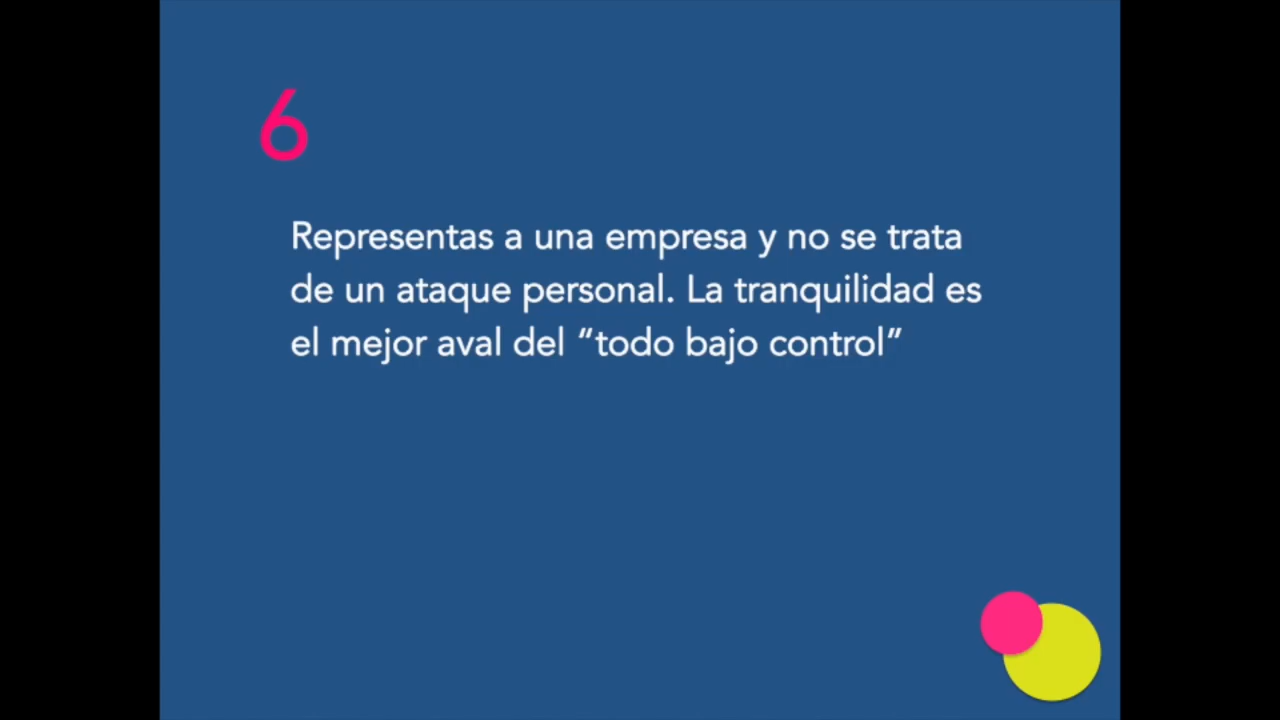 6
Representas a una empresa y no se trata
de un ataque personal. La tranquilidad es
el mejor aval del “todo bajo control”